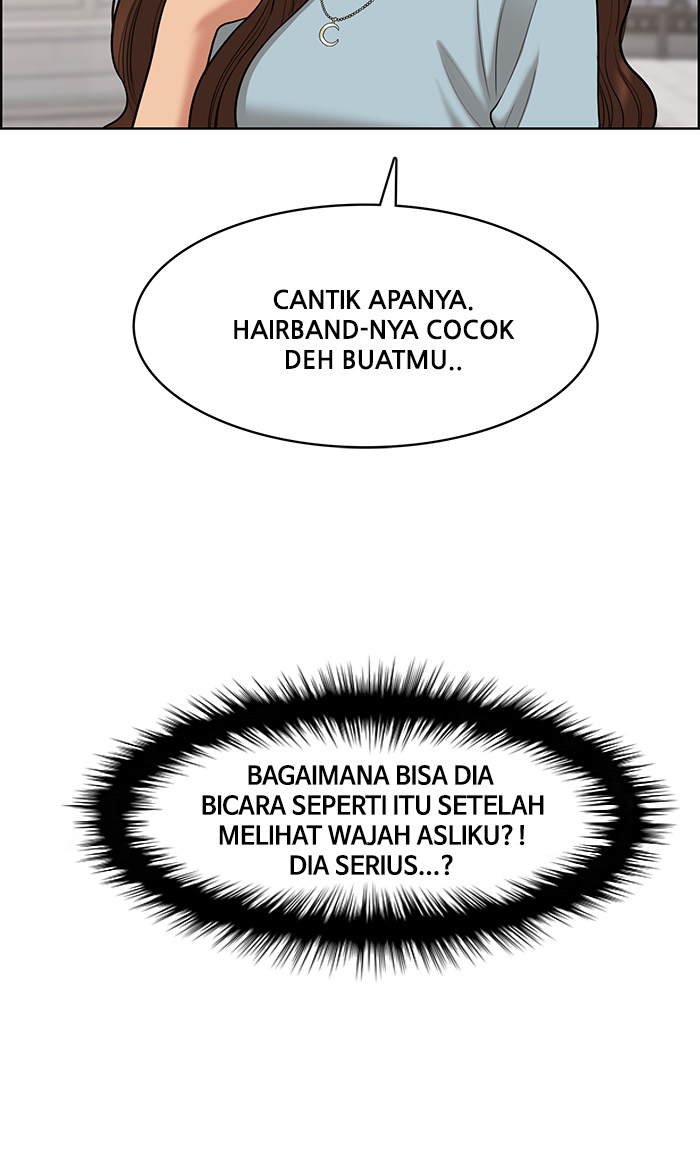 CANTIK APANYA.
HAIRBAND-NYA COCOK
DEH BUATMU..
BAGAIMANA BISA DIA
BICARA SEPERTI ITU SETELAH
MELIHAT WAJAH ASLIKU?!
DIA SERIUS...?